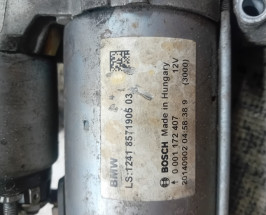 BMW
LS:1241 8571905 03
BOSCH Made in Hungary 12V
0 001 172 407 (3000)
20140902 04:58:38 9